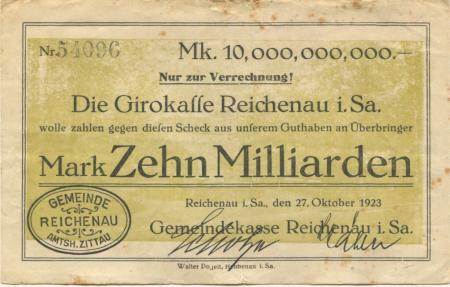 Nr. 54096 Mk. 10,000,000,000.—
Nur zur Verrechnung!
Die Girokasse Reichenau i. Sa.
wolle zahlen gegen diesen Scheck aus unserem Guthaben an Überbringer
Mark Zehn Milliarden
Reichenau i. Sa., den 27. Oktober 1923
Gemeindekasse Reichenau i. Sa.
GEMEINDE
REICHENAU
AMTSH. ZITTAU
Walter Reichenau i. Sa.